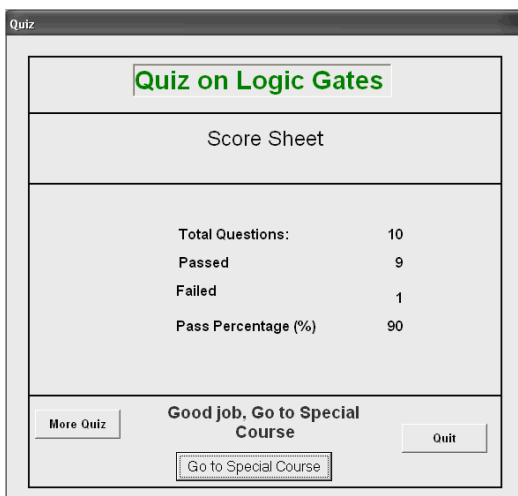 Quiz
Quiz on Logic Gates
Score Sheet
Total Questions: 10
Passed 9
Failed 1
Pass Percentage (%) 90
More Quiz
Good job, Go to Special
Course
Quit
Go to Special Course